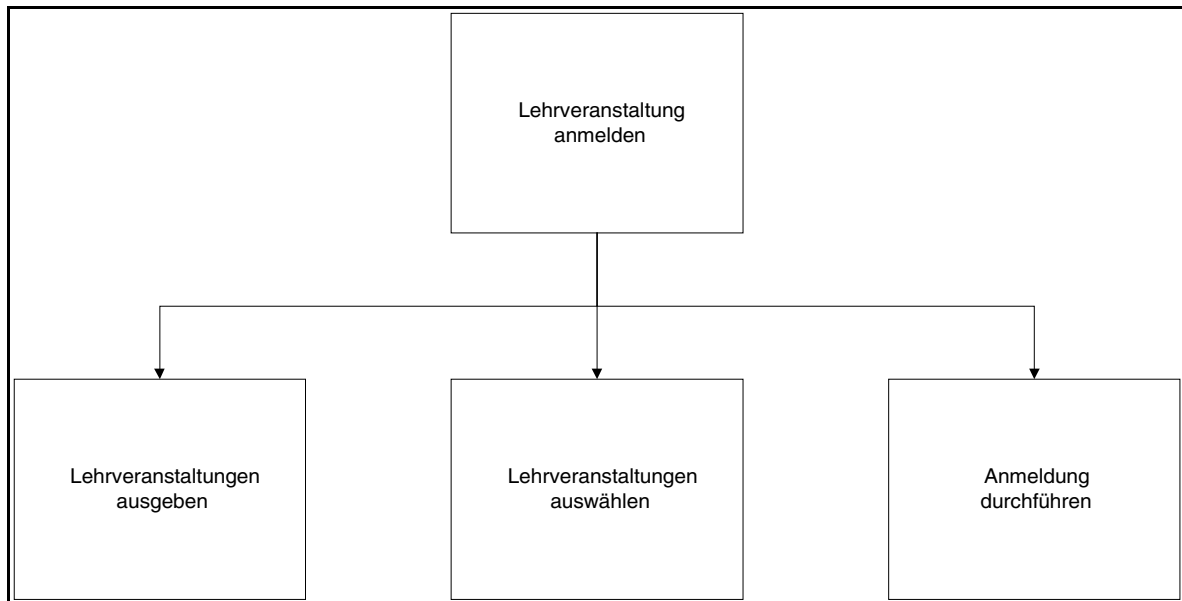 Lehrveranstaltung
anmelden
Lehrveranstaltungen
ausgeben
Lehrveranstaltungen
auswählen
Anmeldung
durchführen